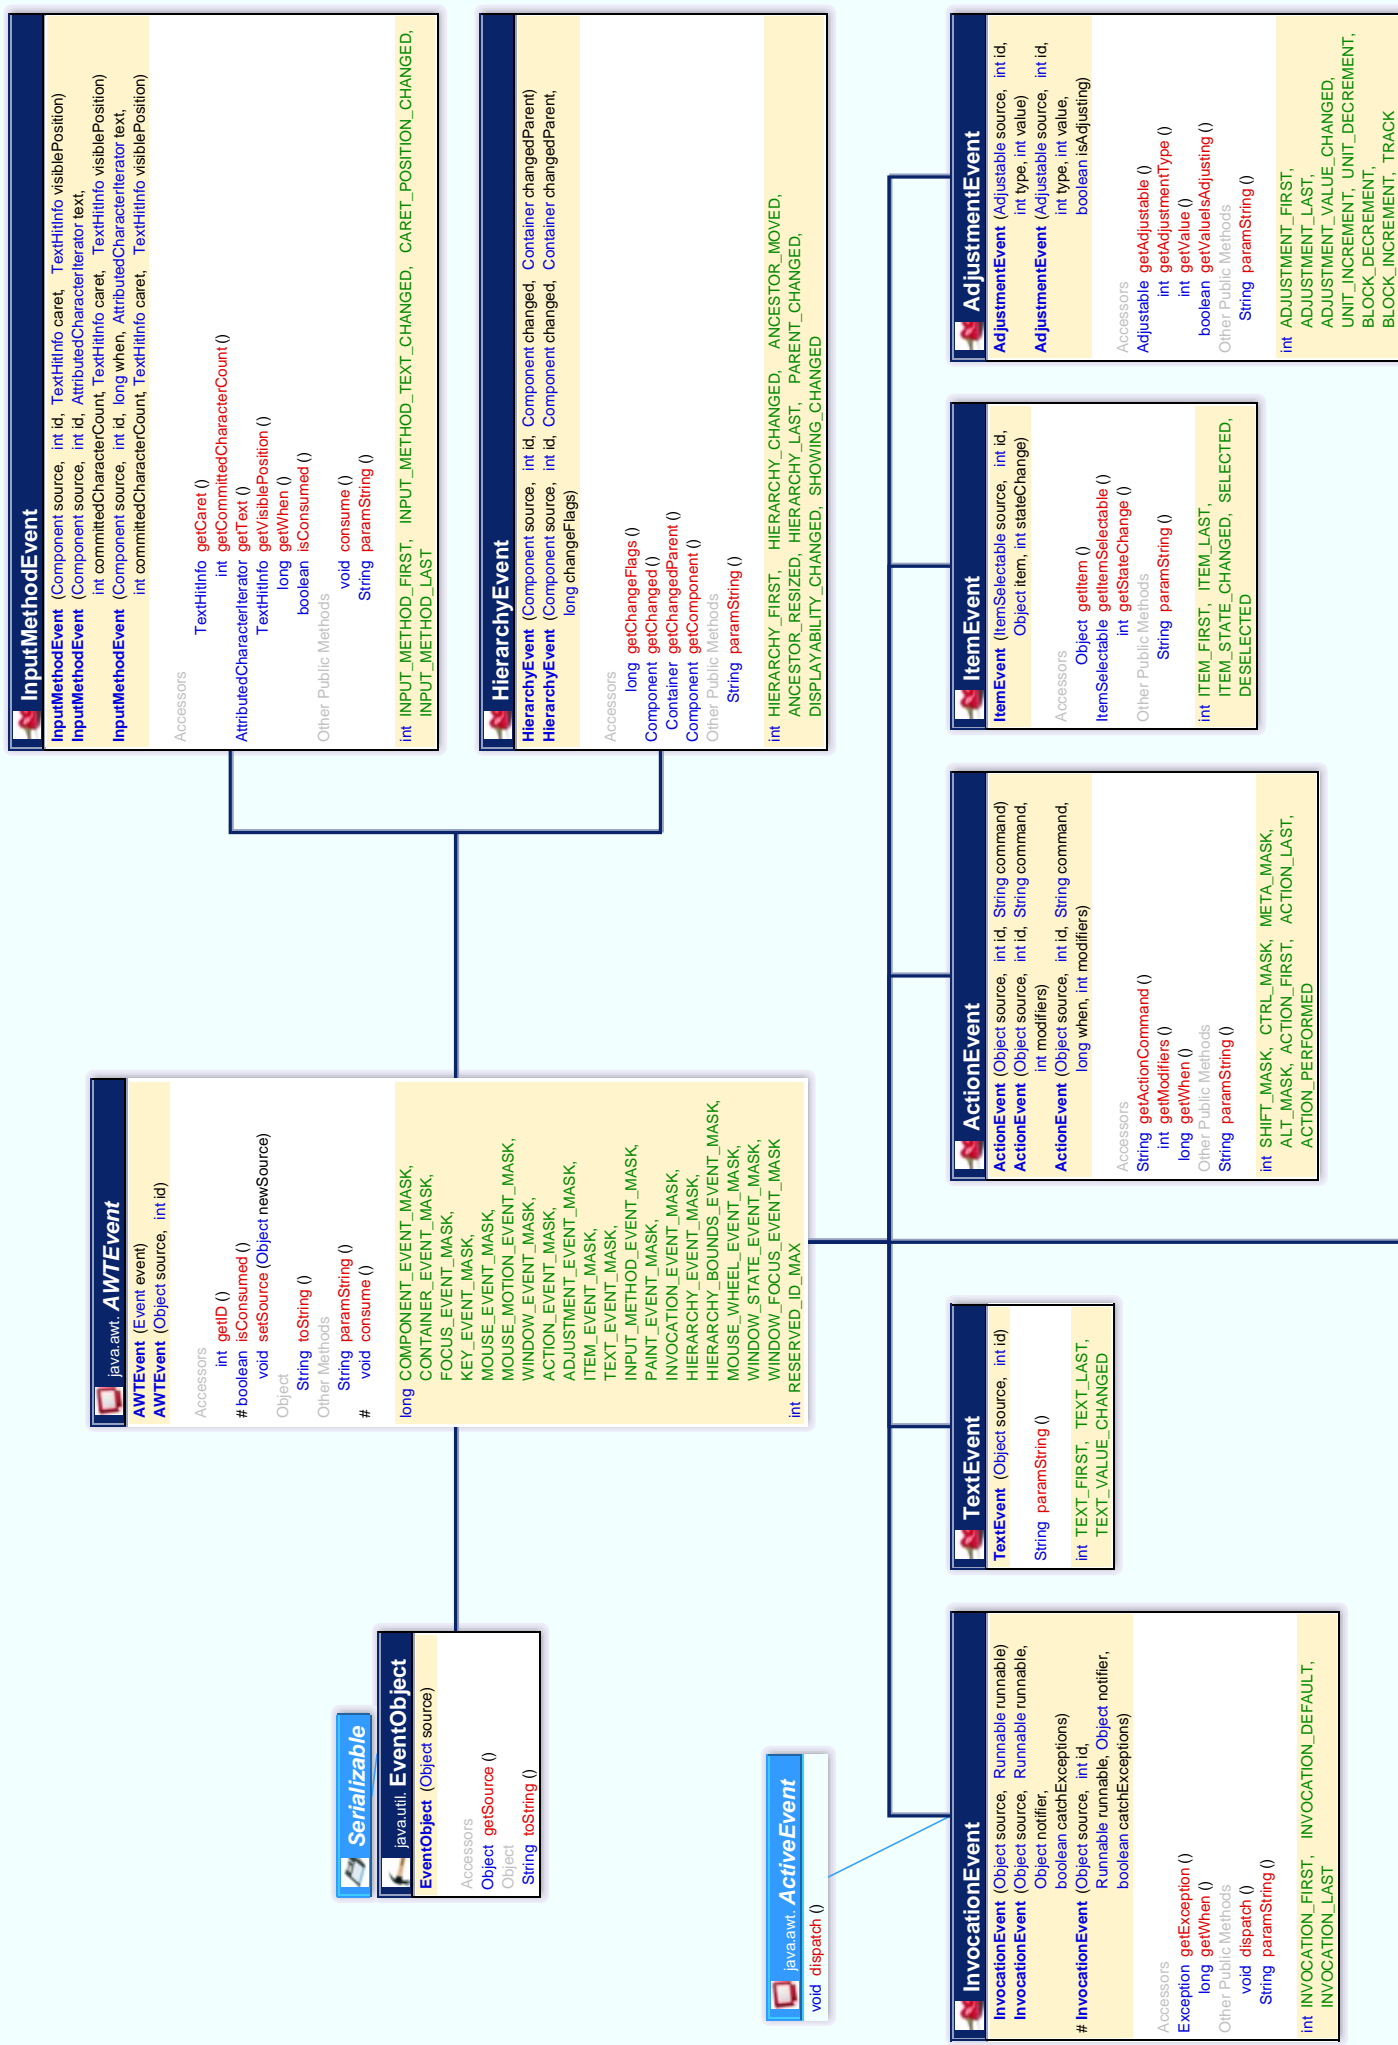 Serializable
java.util. EventObject
EventObject (Object source)
Accessors
Object getSource ()
Object
String toString ()
java.awt. AWTEvent
AWTEvent (Event event)
AWTEvent (Object source, int id)
Accessors
int getID ()
# boolean isConsumed ()
void setSource (Object newSource)
Object
String toString ()
Other Methods
String paramString ()
# void consume ()
long COMPONENT_EVENT_MASK,
CONTAINER_EVENT_MASK,
FOCUS_EVENT_MASK,
KEY_EVENT_MASK,
MOUSE_EVENT_MASK,
MOUSE_MOTION_EVENT_MASK,
WINDOW_EVENT_MASK,
ACTION_EVENT_MASK,
ADJUSTMENT_EVENT_MASK,
ITEM_EVENT_MASK,
TEXT_EVENT_MASK,
INPUT_METHOD_EVENT_MASK,
PAINT_EVENT_MASK,
INVOCATION_EVENT_MASK,
HIERARCHY_EVENT_MASK,
HIERARCHY_BOUNDS_EVENT_MASK,
MOUSE_WHEEL_EVENT_MASK,
WINDOW_STATE_EVENT_MASK,
WINDOW_FOCUS_EVENT_MASK
int RESERVED_ID_MAX
InputMethodEvent
InputMethodEvent (Component source, int id, TextHitInfo caret, TextHitInfo visiblePosition)
InputMethodEvent (Component source, int id, AttributedCharacterIterator text,
int committedCharacterCount, TextHitInfo caret, TextHitInfo visiblePosition)
InputMethodEvent (Component source, int id, long when, AttributedCharacterIterator text,
int committedCharacterCount, TextHitInfo caret, TextHitInfo visiblePosition)
Accessors
TextHitInfo getCaret ()
int getCommittedCharacterCount ()
AttributedCharacterIterator getText ()
TextHitInfo getVisiblePosition ()
long getWhen ()
boolean isConsumed ()
Other Public Methods
void consume ()
String paramString ()
int INPUT_METHOD_FIRST, INPUT_METHOD_TEXT_CHANGED, CARET_POSITION_CHANGED,
INPUT_METHOD_LAST
HierarchyEvent
HierarchyEvent (Component source, int id, Component changed, Container changedParent)
HierarchyEvent (Component source, int id, Component changed, Container changedParent,
long changeFlags)
Accessors
long getChangeFlags ()
Component getChanged ()
Container getChangedParent ()
Component getComponent ()
Other Public Methods
String paramString ()
int HIERARCHY_FIRST, HIERARCHY_CHANGED, ANCESTOR_MOVED,
ANCESTOR_RESIZED, HIERARCHY_LAST, PARENT_CHANGED,
DISPLAYABILITY_CHANGED, SHOWING_CHANGED
java.awt. ActiveEvent
void dispatch ()
InvocationEvent
InvocationEvent (Object source, Runnable runnable)
InvocationEvent (Object source, Runnable runnable,
Object notifier,
boolean catchExceptions)
# InvocationEvent (Object source, int id,
Runnable runnable, Object notifier,
boolean catchExceptions)
Accessors
Exception getException ()
long getWhen ()
Other Public Methods
void dispatch ()
String paramString ()
int INVOCATION_FIRST, INVOCATION_DEFAULT,
INVOCATION_LAST
TextEvent
TextEvent (Object source, int id)
String paramString ()
int TEXT_FIRST, TEXT_LAST,
TEXT_VALUE_CHANGED
ActionEvent
ActionEvent (Object source, int id, String command)
ActionEvent (Object source, int id, String command,
int modifiers)
ActionEvent (Object source, int id, String command,
long when, int modifiers)
Accessors
String getActionCommand ()
int getModifiers ()
long getWhen ()
Other Public Methods
String paramString ()
int SHIFT_MASK, CTRL_MASK, META_MASK,
ALT_MASK, ACTION_FIRST, ACTION_LAST,
ACTION_PERFORMED
ItemEvent
ItemEvent (ItemSelectable source, int id,
Object item, int stateChange)
Accessors
Object getItem ()
ItemSelectable getItemSelectable ()
int getStateChange ()
Other Public Methods
String paramString ()
int ITEM_FIRST, ITEM_LAST,
ITEM_STATE_CHANGED, SELECTED,
DESELECTED
AdjustmentEvent
AdjustmentEvent (Adjustable source, int id,
int type, int value)
AdjustmentEvent (Adjustable source, int id,
int type, int value,
boolean isAdjusting)
Accessors
Adjustable getAdjustable ()
int getAdjustmentType ()
int getValue ()
boolean getValueIsAdjusting ()
Other Public Methods
String paramString ()
int ADJUSTMENT_FIRST,
ADJUSTMENT_LAST,
ADJUSTMENT_VALUE_CHANGED,
UNIT_INCREMENT, UNIT_DECREMENT,
BLOCK_DECREMENT,
BLOCK_INCREMENT, TRACK